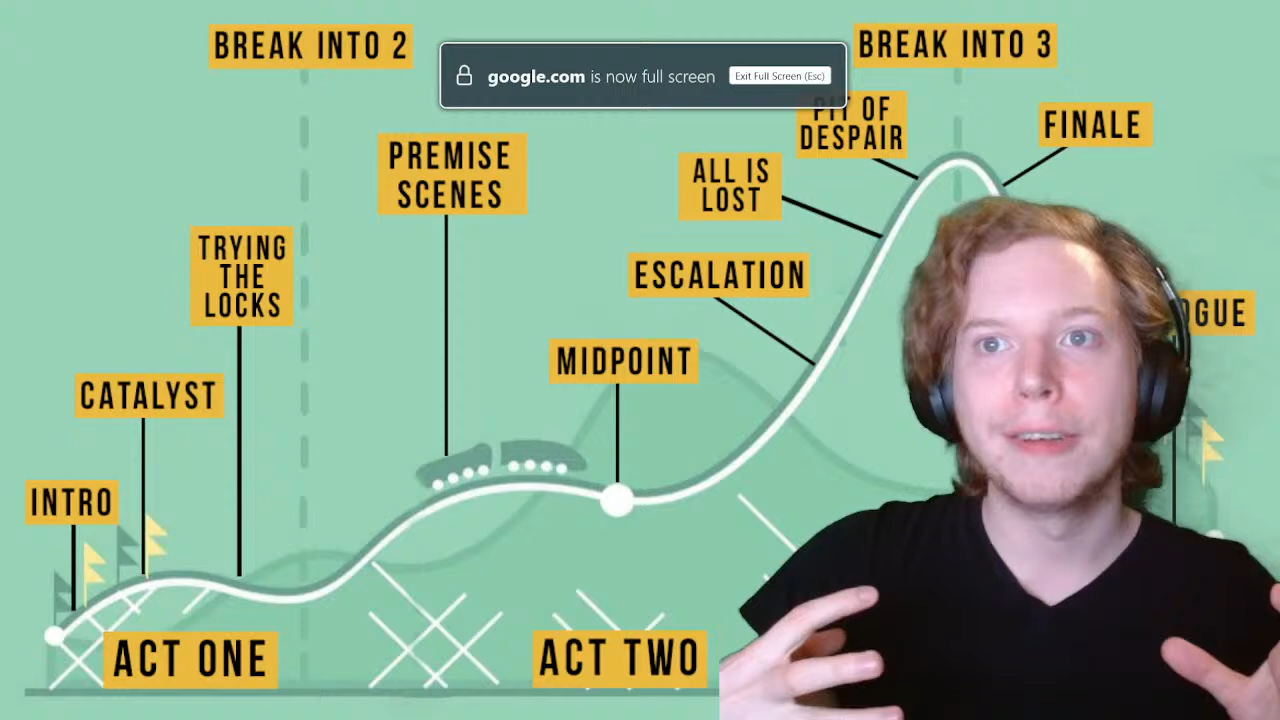 BREAK INTO 2
google.com is now full screen
Exit Full Screen (Esc)
BREAK INTO 3
PIT OF
DESPAIR
FINALE
PREMISE
SCENES
ALL IS
LOST
TRYING
THE
LOCKS
ESCALATION
MIDPOINT
CATALYST
INTRO
ACT ONE
ACT TWO